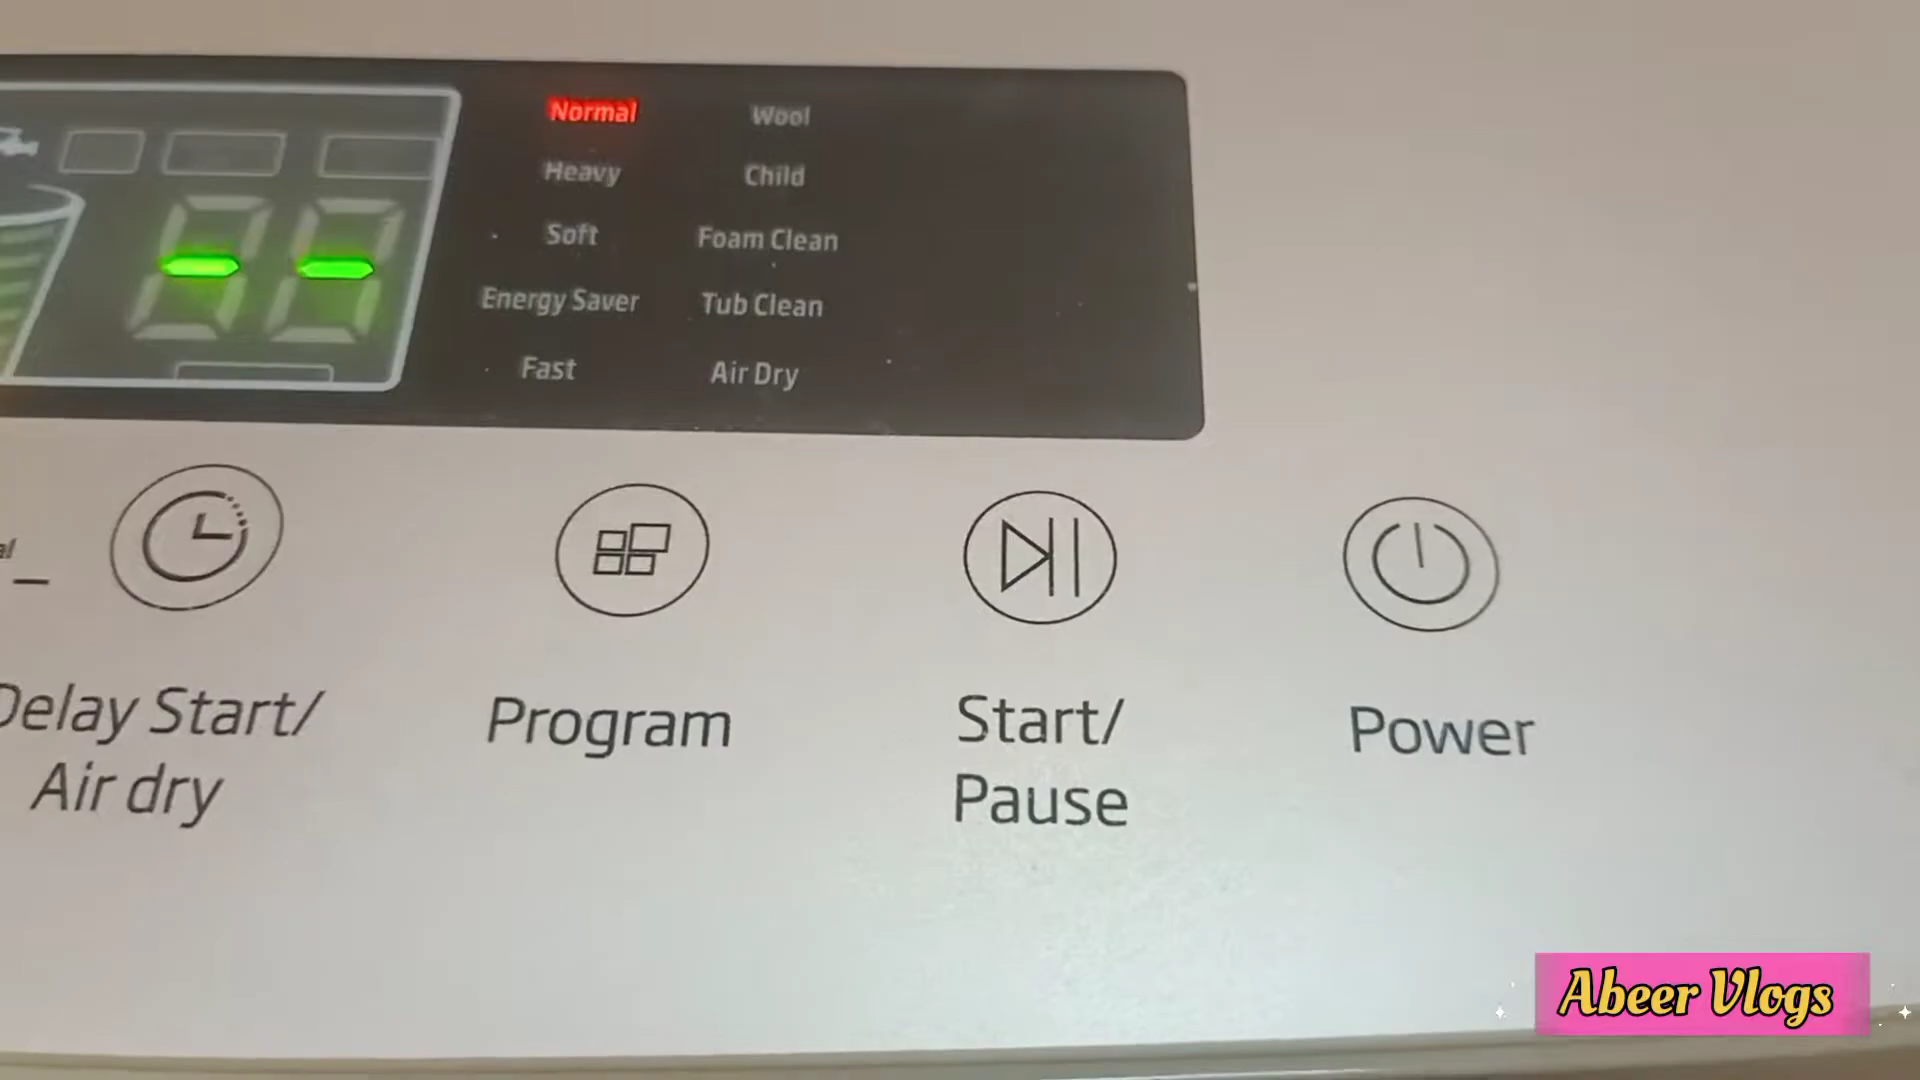 Normal
Wool
Heavy
Child
Soft
Foam Clean
Energy Saver
Tub Clean
Fast
Air Dry
--
Delay Start/
Air dry
Program
Start/
Pause
Power
Abeer Vlogs